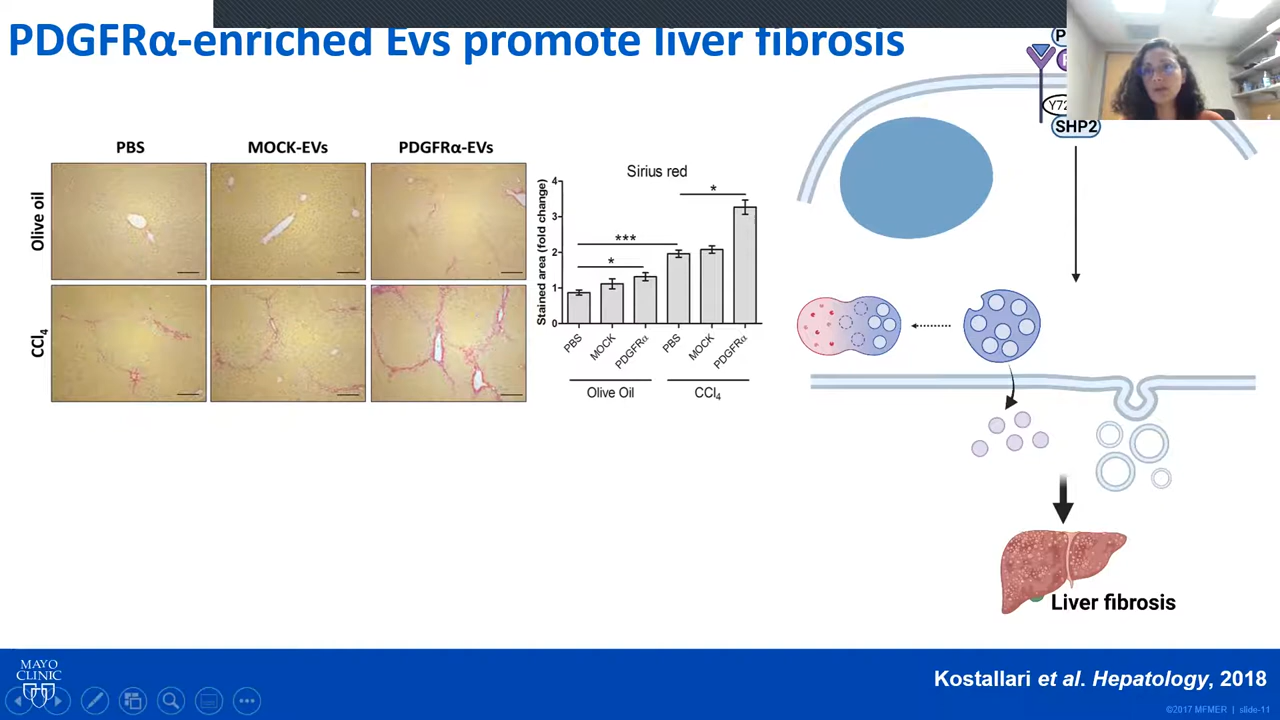 PDGFRα-enriched Evs promote liver fibrosis
PBS
MOCK-EVs
PDGFRα-EVs
Olive oil
CCl4
Sirius red
Stained area (fold change)
4
3
2
1
0
*
***
*
PBS
MOCK
PDGFRα
PBS
MOCK
PDGFRα
Olive Oil
CCl4
P
Y72
SHP2
Liver fibrosis
MAYO
CLINIC
Kostallari et al. Hepatology, 2018
©2017 MFMER | slide-11